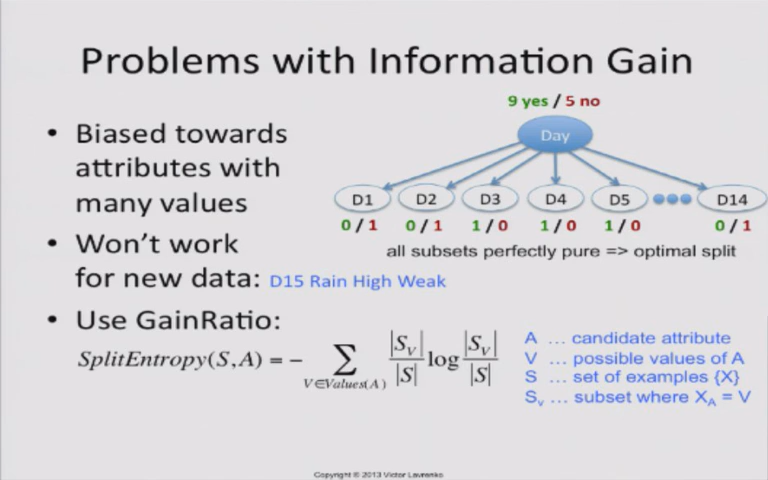 Problems with Information Gain
• Biased towards
attributes with
many values
• Won't work
for new data: D15 Rain High Weak
• Use GainRatio:
9 yes / 5 no
Day
D1 D2 D3 D4 D5 ••• D14
0 / 1 0 / 1 1 / 0 1 / 0 1 / 0 0 / 1
all subsets perfectly pure => optimal split
SplitEntropy(S,A) = − ∑ V∈Values(A) |S_V|/|S| log |S_V|/|S|
A ... candidate attribute
V ... possible values of A
S ... set of examples {X}
S_v ... subset where X_A = V
Copyright © 2013 Victor Lavrenko